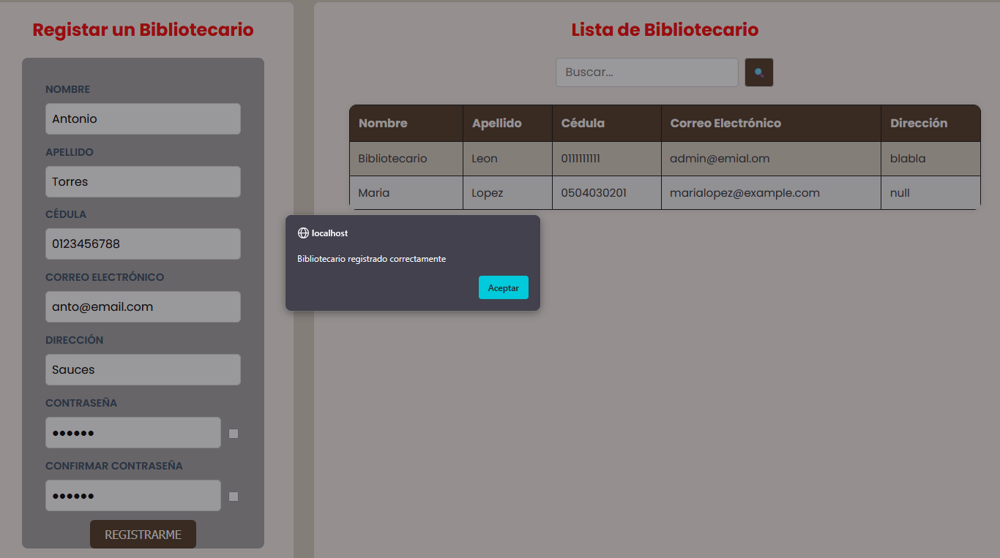 Registar un Bibliotecario
NOMBRE
Antonio
APELLIDO
Torres
CÉDULA
0123456788
CORREO ELECTRÓNICO
anto@email.com
DIRECCIÓN
Sauces
CONTRASEÑA
••••••
CONFIRMAR CONTRASEÑA
••••••
REGISTRARME
Lista de Bibliotecario
Buscar...
Nombre Apellido Cédula Correo Electrónico Dirección
Bibliotecario Leon 0111111111 admin@emial.om blabla
Maria Lopez 0504030201 marialopez@example.com null
localhost
Bibliotecario registrado correctamente
Aceptar